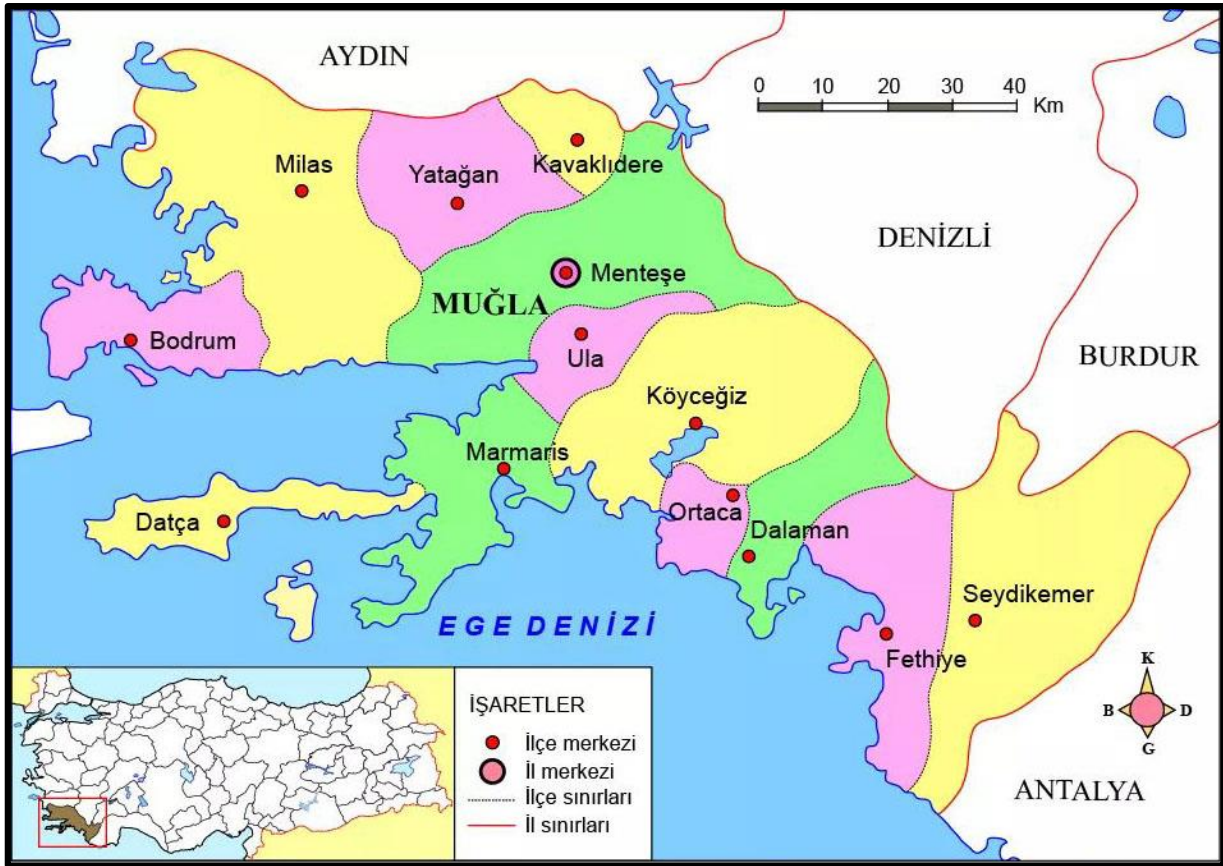 AYDIN
0 10 20 30 40
Km
Kavaklıdere
Milas
Yatağan
DENİZLİ
Menteşe
MUĞLA
Bodrum
Ula
BURDUR
Köyceğiz
Marmaris
Ortaca
Datça
Dalaman
Seydikemer
EGE DENİZİ
Fethiye
K
B D
G
ANTALYA
İŞARETLER
İlçe merkezi
İl merkezi
İlçe sınırları
İl sınırları